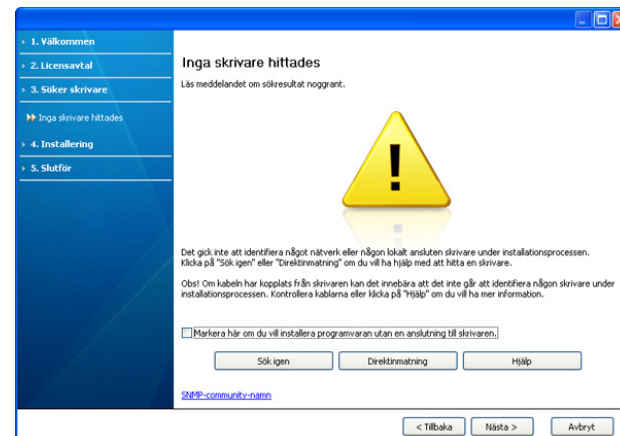 1. Välkommen
2. Licensavtal
3. Söker skrivare
Inga skrivare hittades
4. Installering
5. Slutför
Inga skrivare hittades
Läs meddelandet om sökresultat noggrant.
Det gick inte att identifiera något nätverk eller någon lokalt ansluten skrivare under installationsprocessen.
Klicka på "Sök igen" eller "Direktinmatning" om du vill ha hjälp med att hitta en skrivare.
Obs! Om kabeln har kopplats från skrivaren kan det innebära att det inte går att identifiera någon skrivare under
installationsprocessen. Kontrollera kablarna eller klicka på "Hjälp" om du vill ha mer information.
Markera här om du vill installera programvaran utan en anslutning till skrivaren.
Sök igen
Direktinmatning
Hjälp
SNMP-community-namn
< Tillbaka
Nästa >
Avbryt